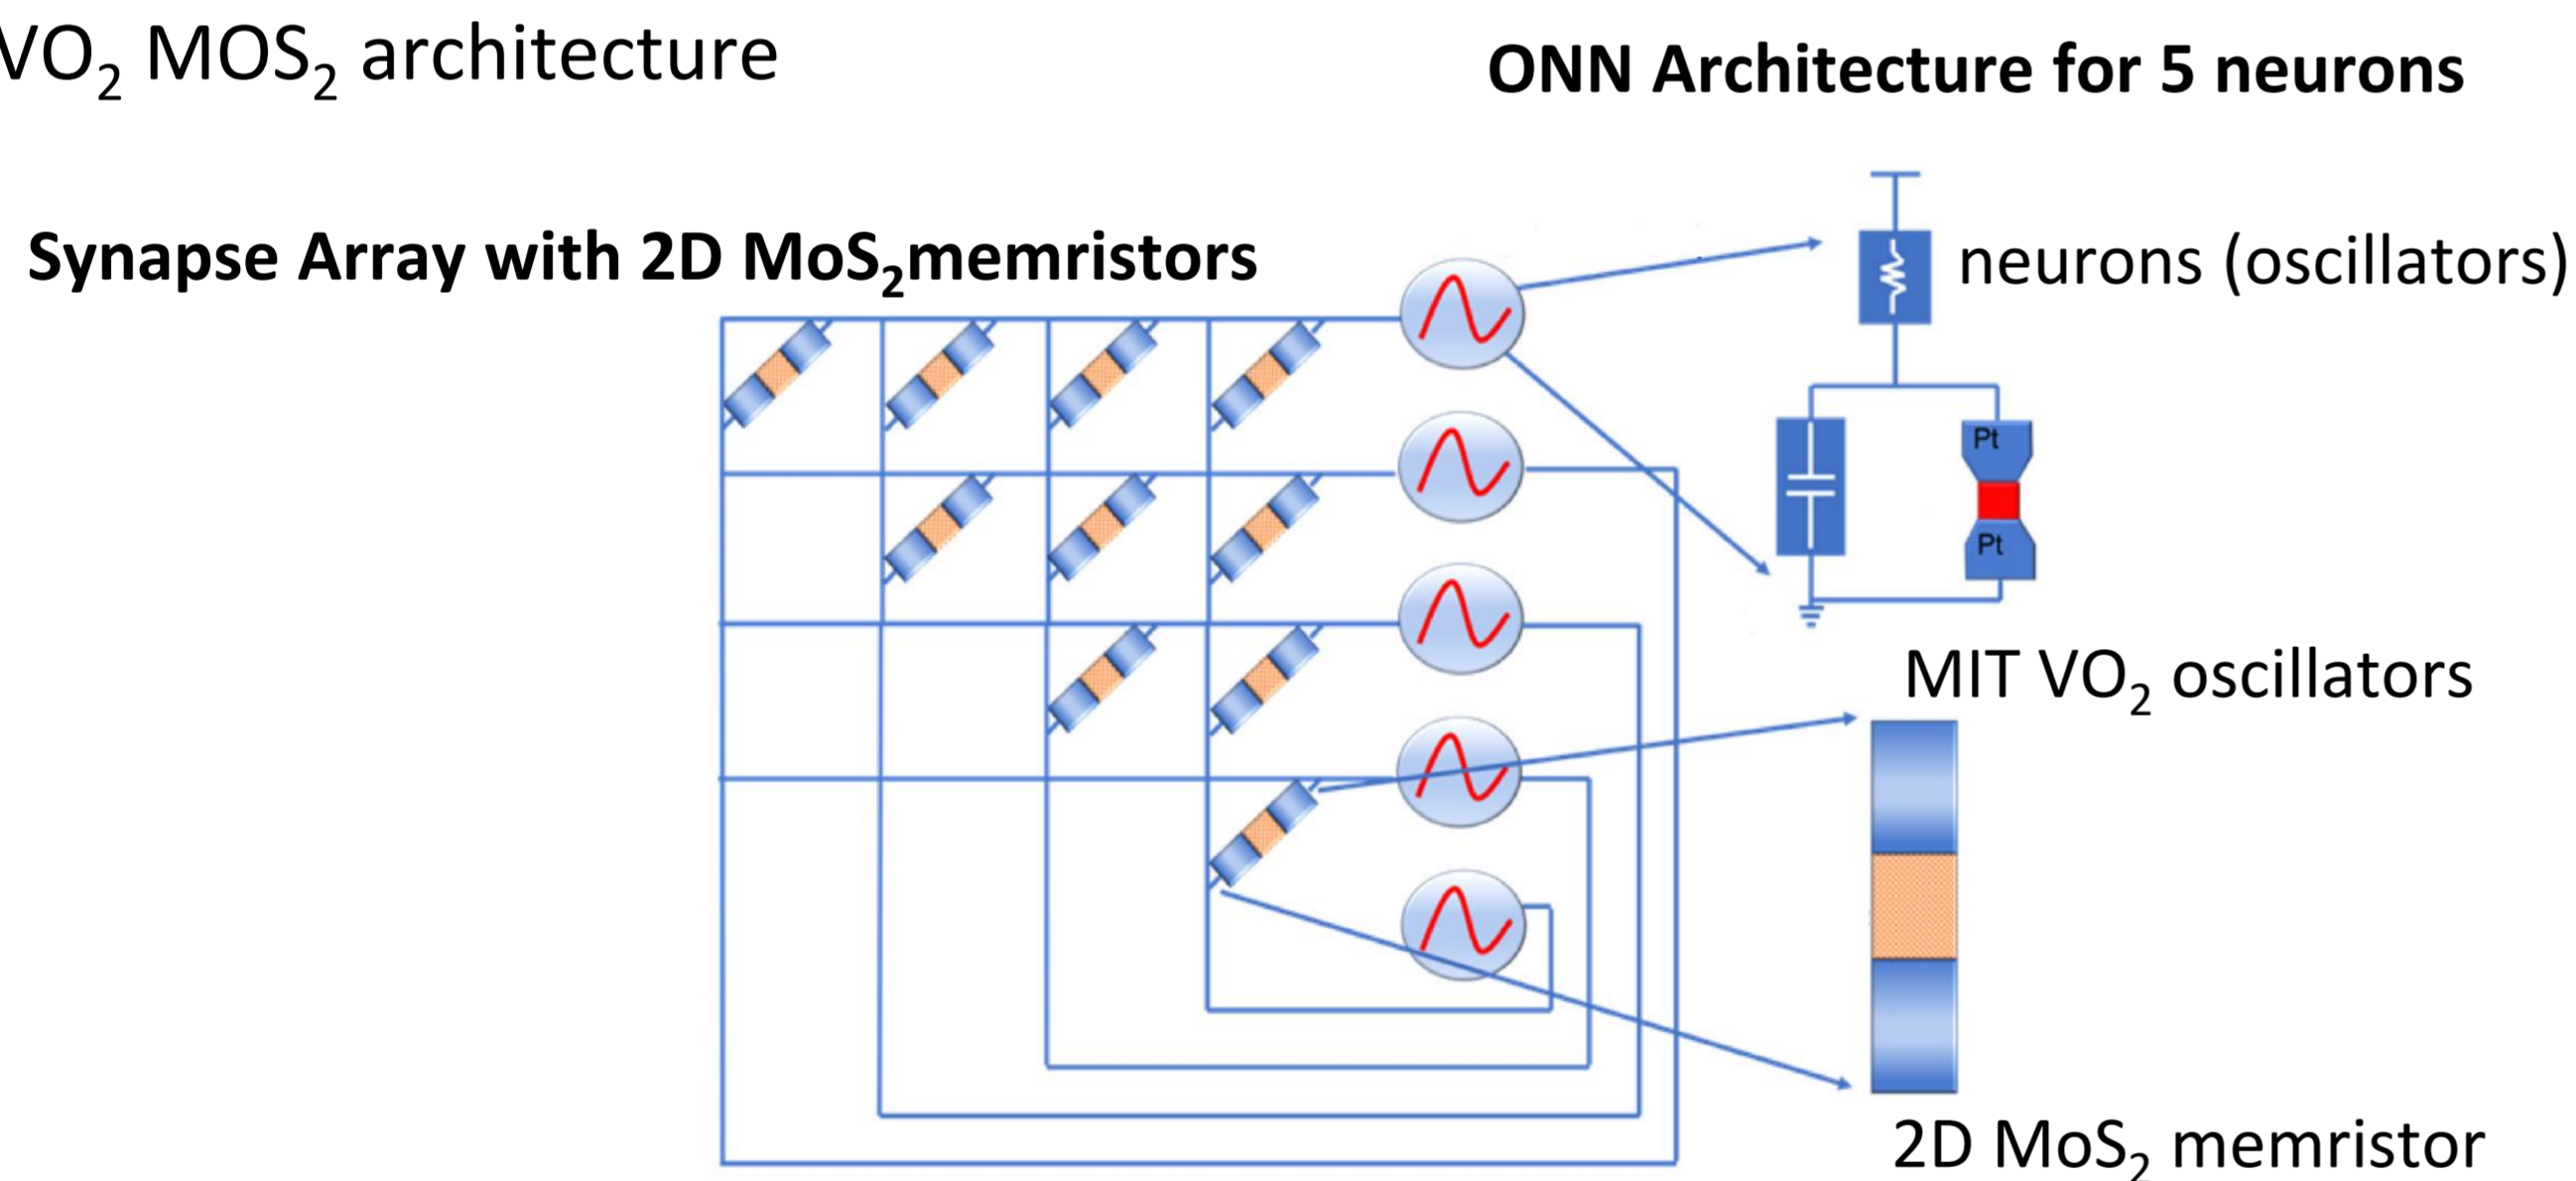 VO₂ MOS₂ architecture
ONN Architecture for 5 neurons
Synapse Array with 2D MoS₂memristors
neurons (oscillators)
Pt
Pt
MIT VO₂ oscillators
2D MoS₂ memristor